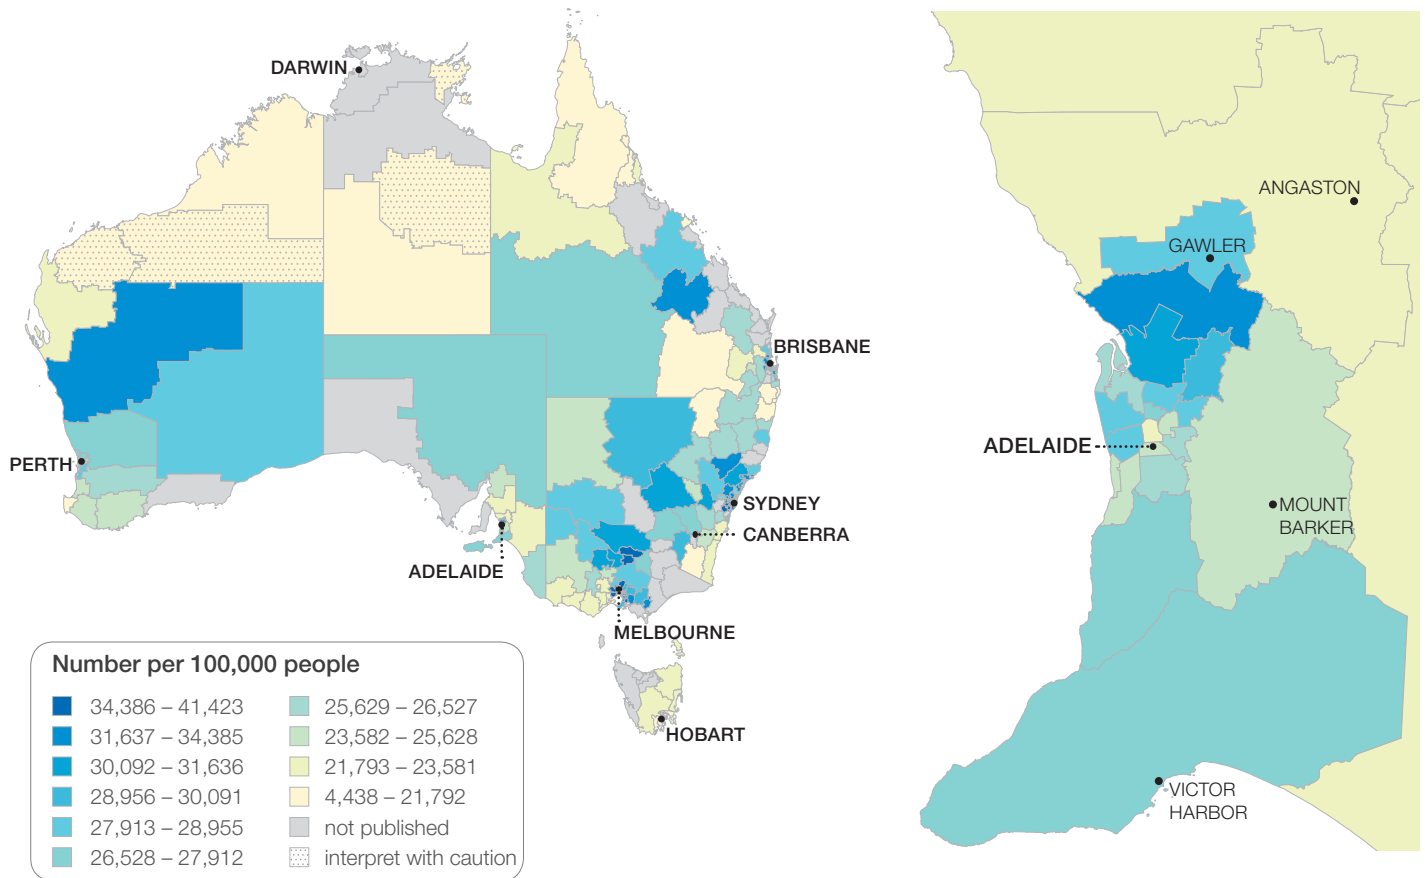 DARWIN
BRISBANE
PERTH
SYDNEY
CANBERRA
ADELAIDE
MELBOURNE
HOBART
Number per 100,000 people
34,386 – 41,423
31,637 – 34,385
30,092 – 31,636
28,956 – 30,091
27,913 – 28,955
26,528 – 27,912
25,629 – 26,527
23,582 – 25,628
21,793 – 23,581
4,438 – 21,792
not published
interpret with caution
ANGASTON
GAWLER
ADELAIDE
MOUNT
BARKER
VICTOR
HARBOR